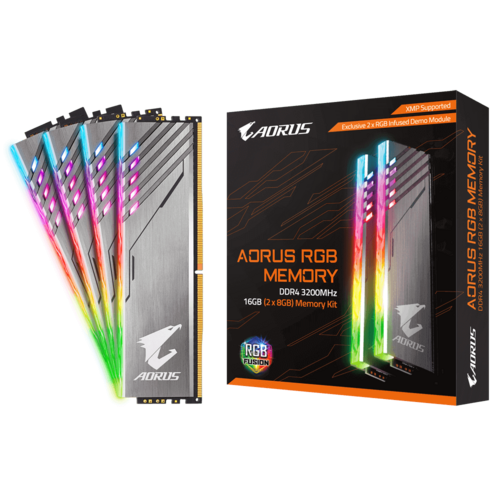 AORUS
XMP Supported
Exclusive 2 x RGB Infused Demo Module
AORUS
AORUS RGB
MEMORY
DDR4 3200MHz
16GB (2 x 8GB) Memory Kit
RGB
FUSION
AORUS RGB MEMORY
DDR4 3200MHz 16GB (2 x 8GB) Memory Kit